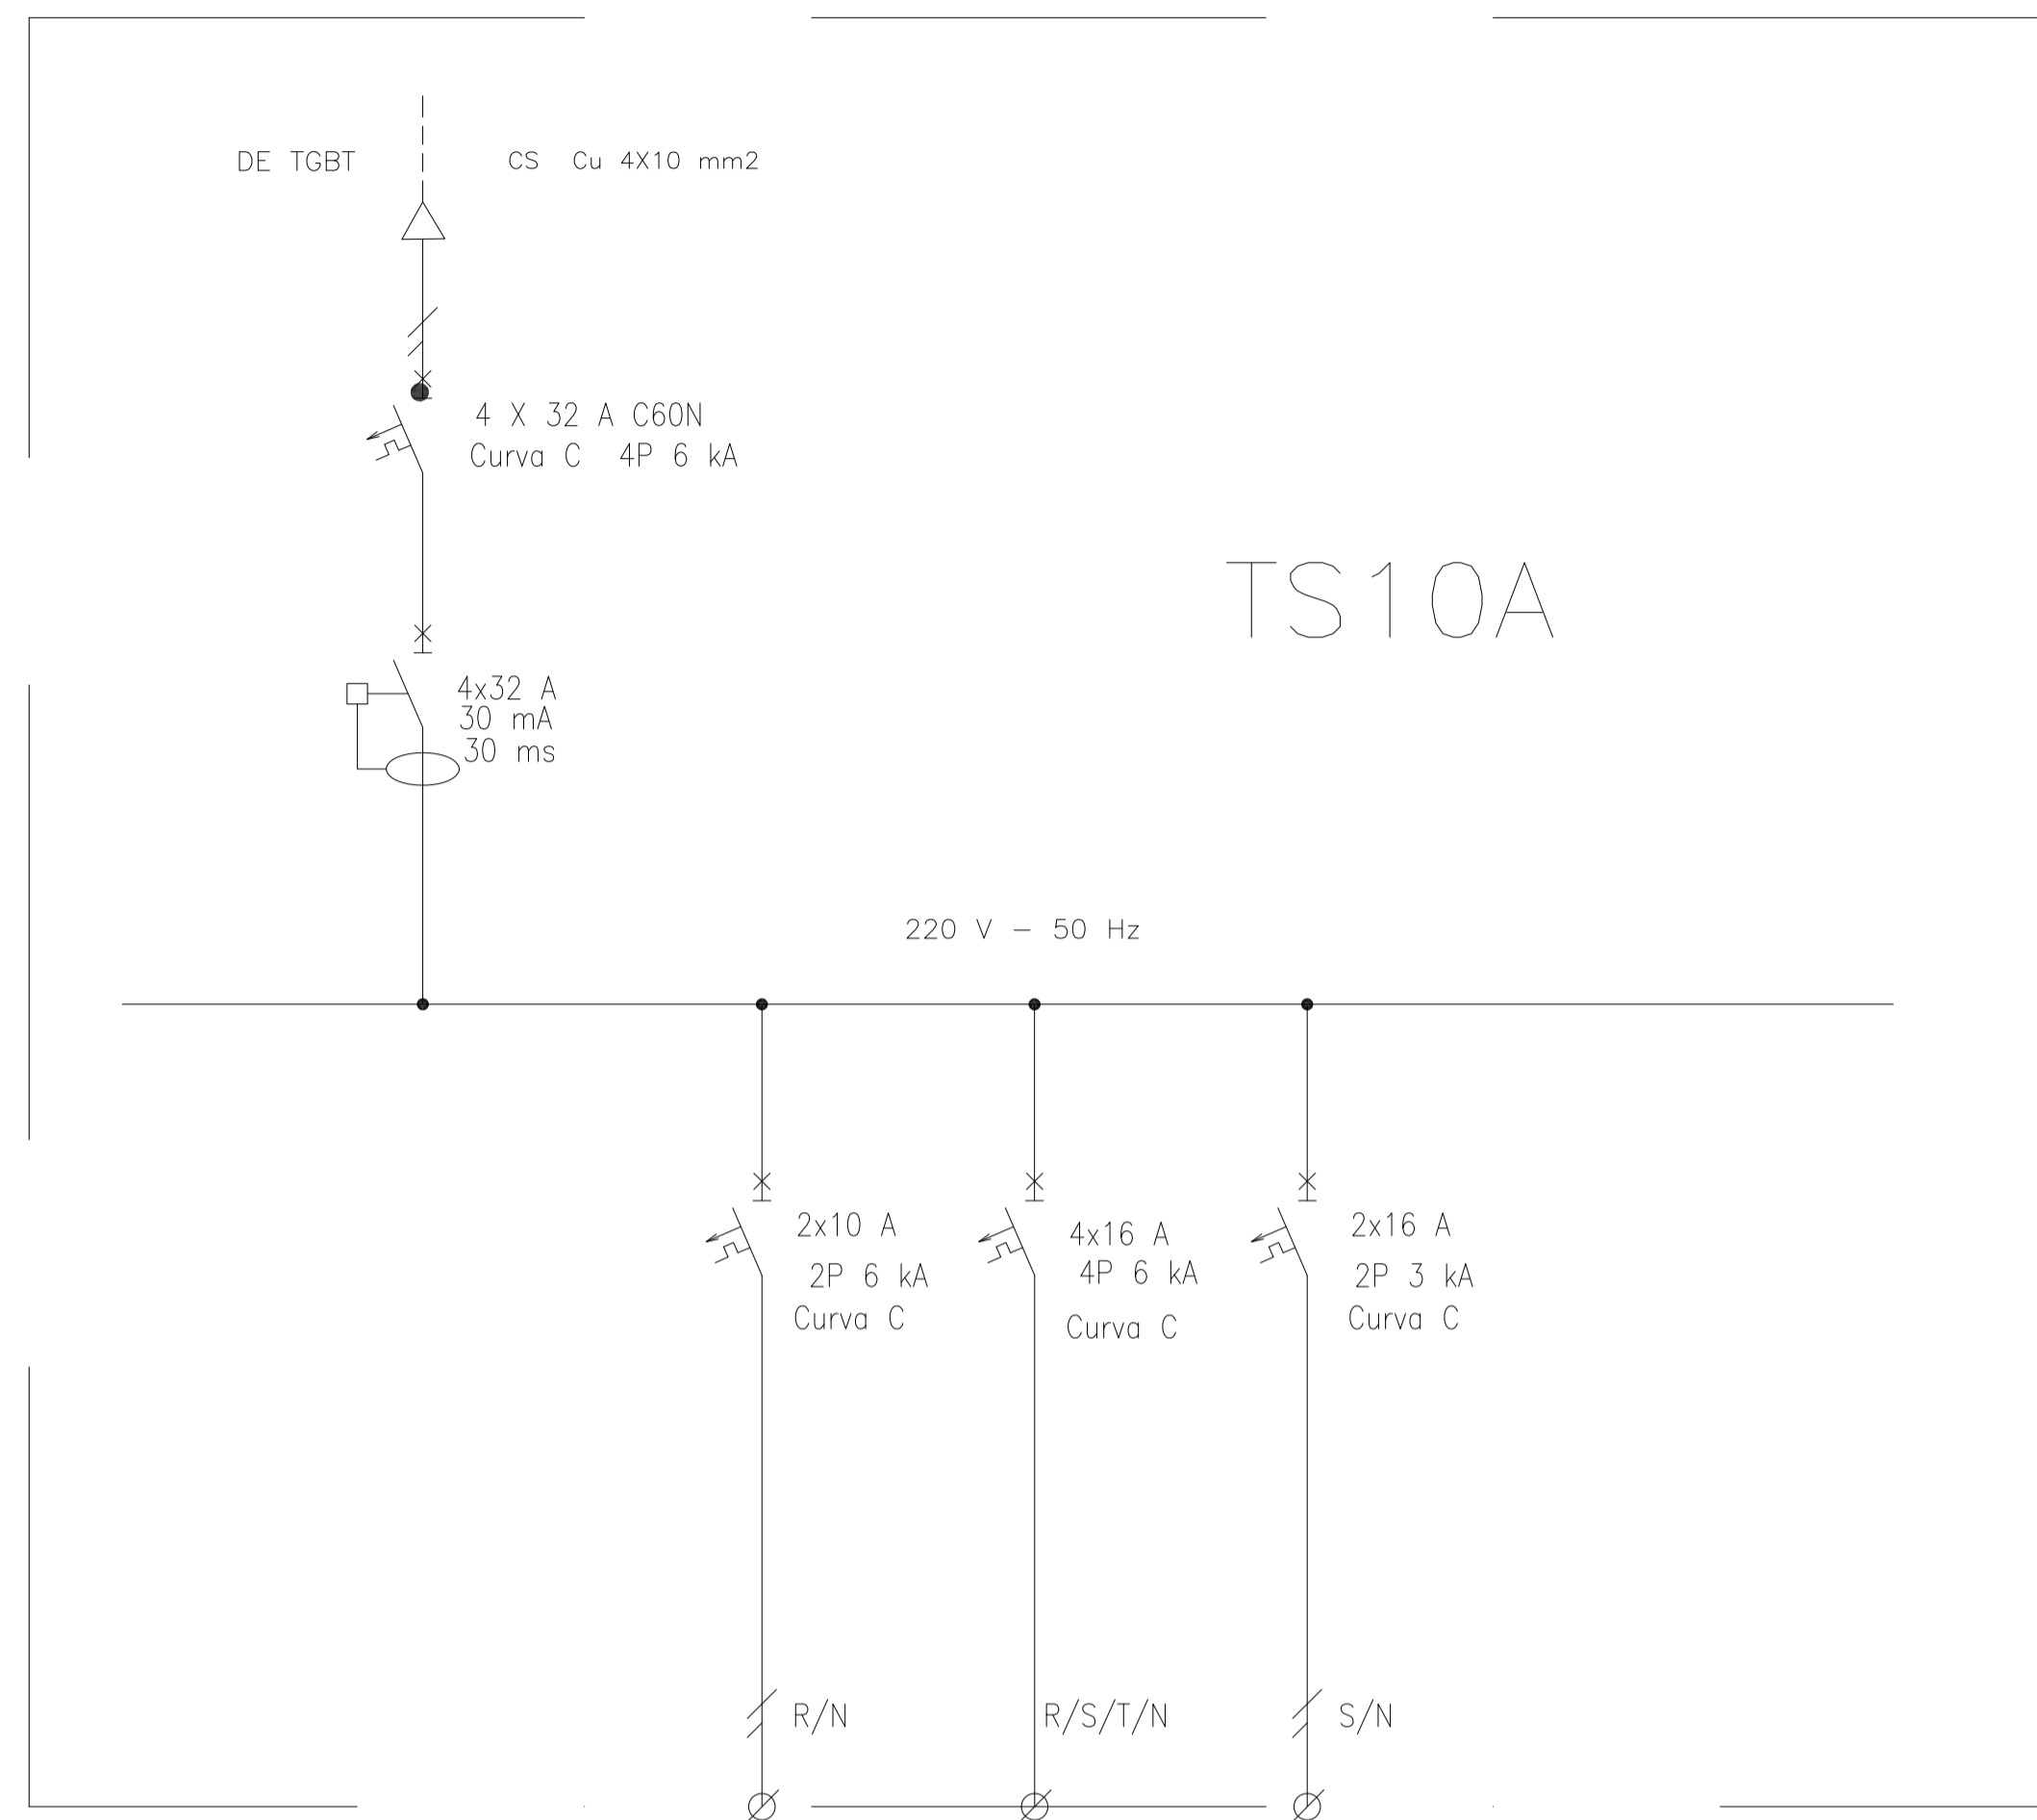 DE TGBT
CS Cu 4X10 mm2
4 X 32 A C60N
Curva C 4P 6 kA
TS10A
4x32 A
30 mA
30 ms
220 V - 50 Hz
2x10 A
2P 6 kA
Curva C
4x16 A
4P 6 kA
Curva C
2x16 A
2P 3 kA
Curva C
R/N
R/S/T/N
S/N